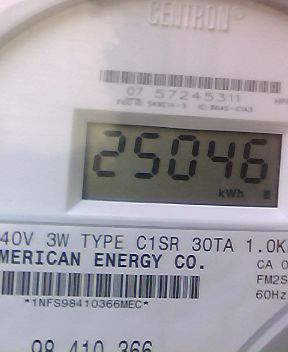 CENTRON®
07 57245311
25046
kWh
40V 3W TYPE C1SR 30TA 1.0K
MERICAN ENERGY CO.
CA 0
FM2S
60Hz
*1NFS98410366MEC*
98 410 366